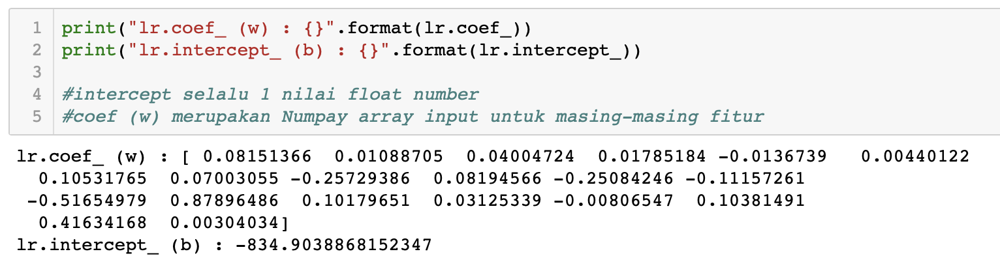 1 print("lr.coef_ (w) : {}".format(lr.coef_))
2 print("lr.intercept_ (b) : {}".format(lr.intercept_))
3
4 #intercept selalu 1 nilai float number
5 #coef (w) merupakan Numpay array input untuk masing-masing fitur
lr.coef_ (w) : [ 0.08151366  0.01088705  0.04004724  0.01785184 -0.0136739   0.00440122
  0.10531765  0.07003055 -0.25729386  0.08194566 -0.25084246 -0.11157261
 -0.51654979  0.87896486  0.10179651  0.03125339 -0.00806547  0.10381491
  0.41634168  0.00304034]
lr.intercept_ (b) : -834.9038868152347